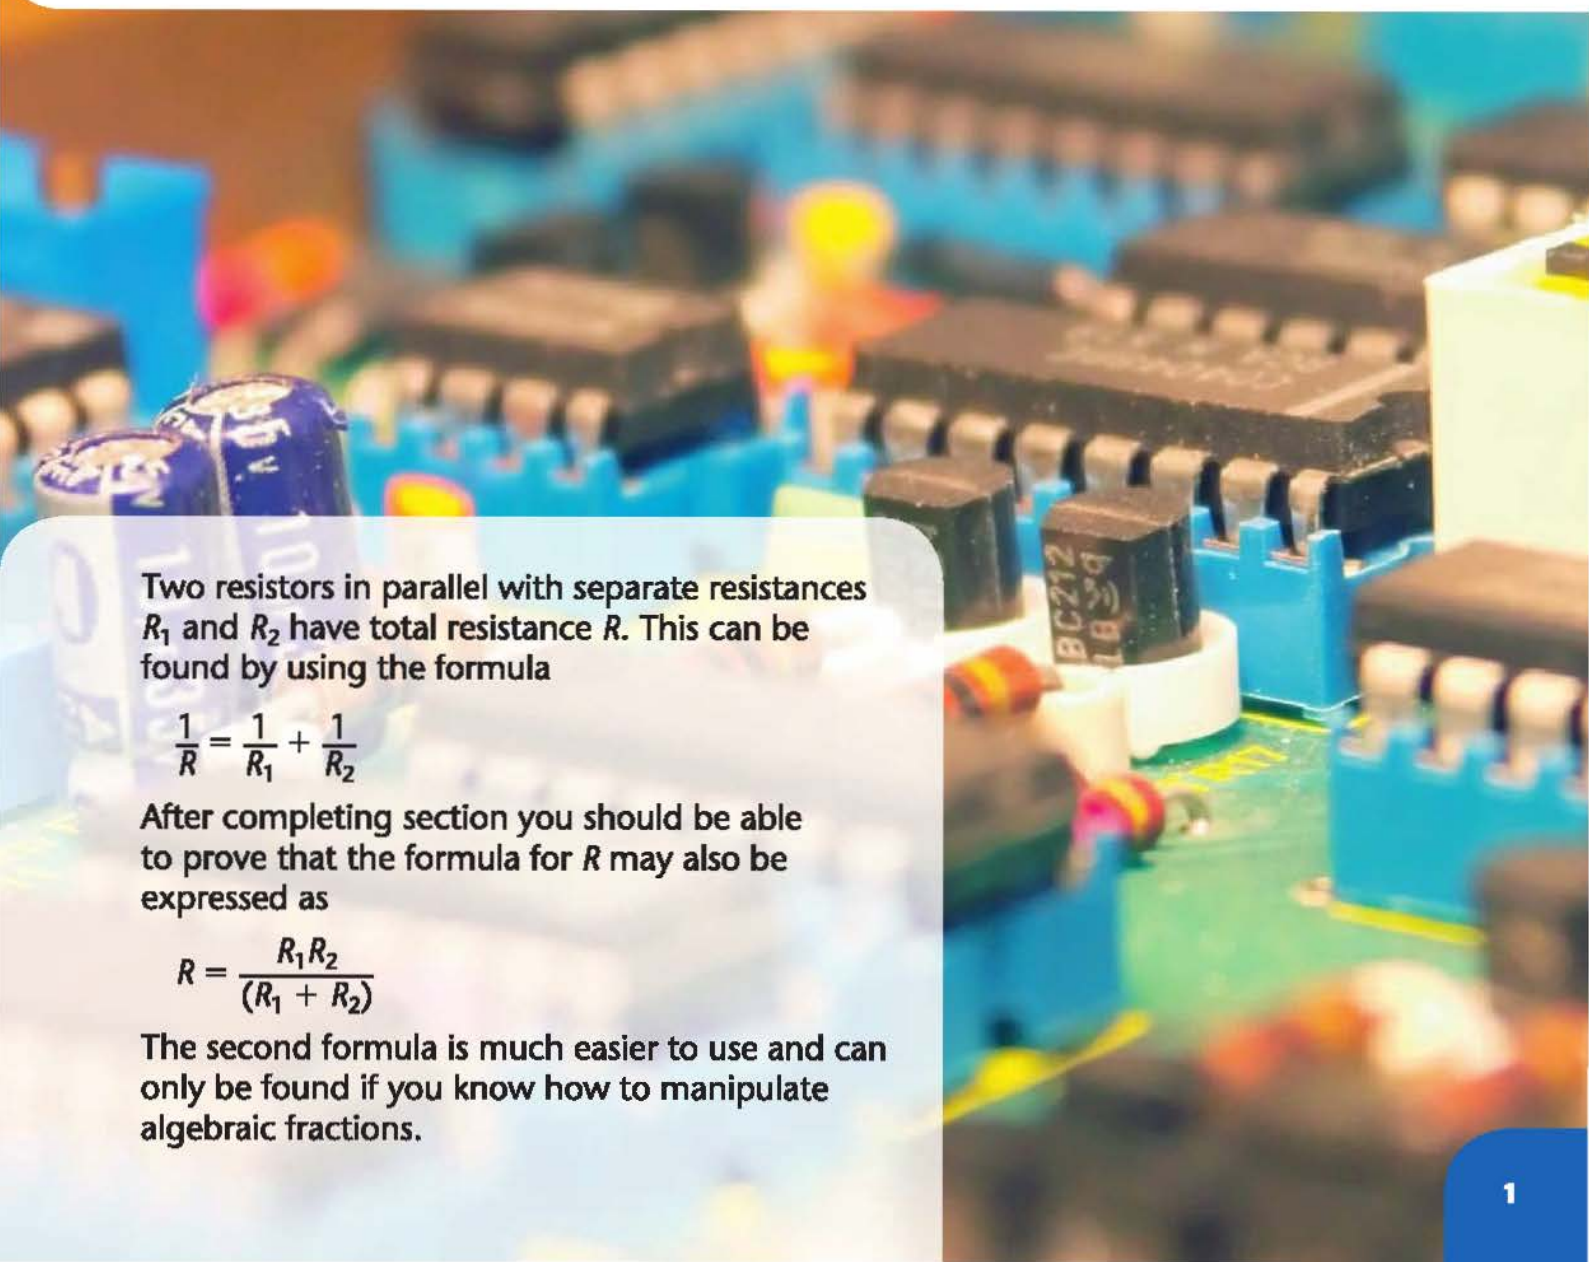 35 v
10
BC212
Two resistors in parallel with separate resistances
R₁ and R₂ have total resistance R. This can be
found by using the formula
1/R = 1/R₁ + 1/R₂
After completing section you should be able
to prove that the formula for R may also be
expressed as
R = R₁R₂/(R₁ + R₂)
The second formula is much easier to use and can
only be found if you know how to manipulate
algebraic fractions.
1